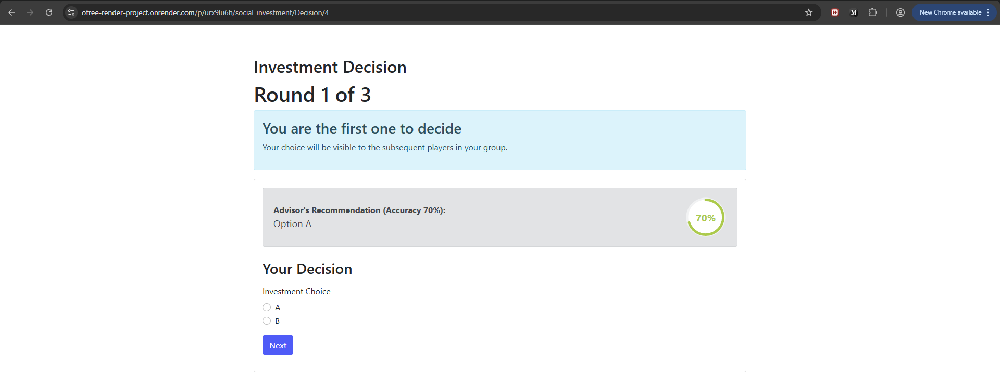 otree-render-project.onrender.com/p/urx9lu6h/social_investment/Decision/4
M
New Chrome available
Investment Decision
Round 1 of 3
You are the first one to decide
Your choice will be visible to the subsequent players in your group.
Advisor's Recommendation (Accuracy 70%):
Option A
70%
Your Decision
Investment Choice
A
B
Next